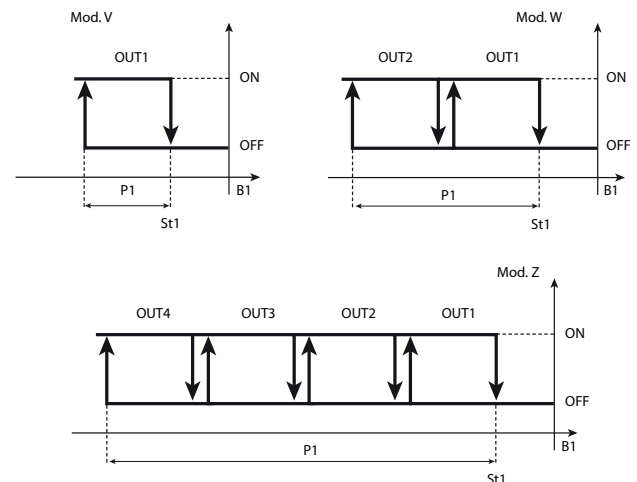 Mod. V
OUT1
ON
OFF
P1
B1
St1
Mod. W
OUT2 OUT1
ON
OFF
P1
B1
St1
Mod. Z
OUT4 OUT3 OUT2 OUT1
ON
OFF
P1
B1
St1